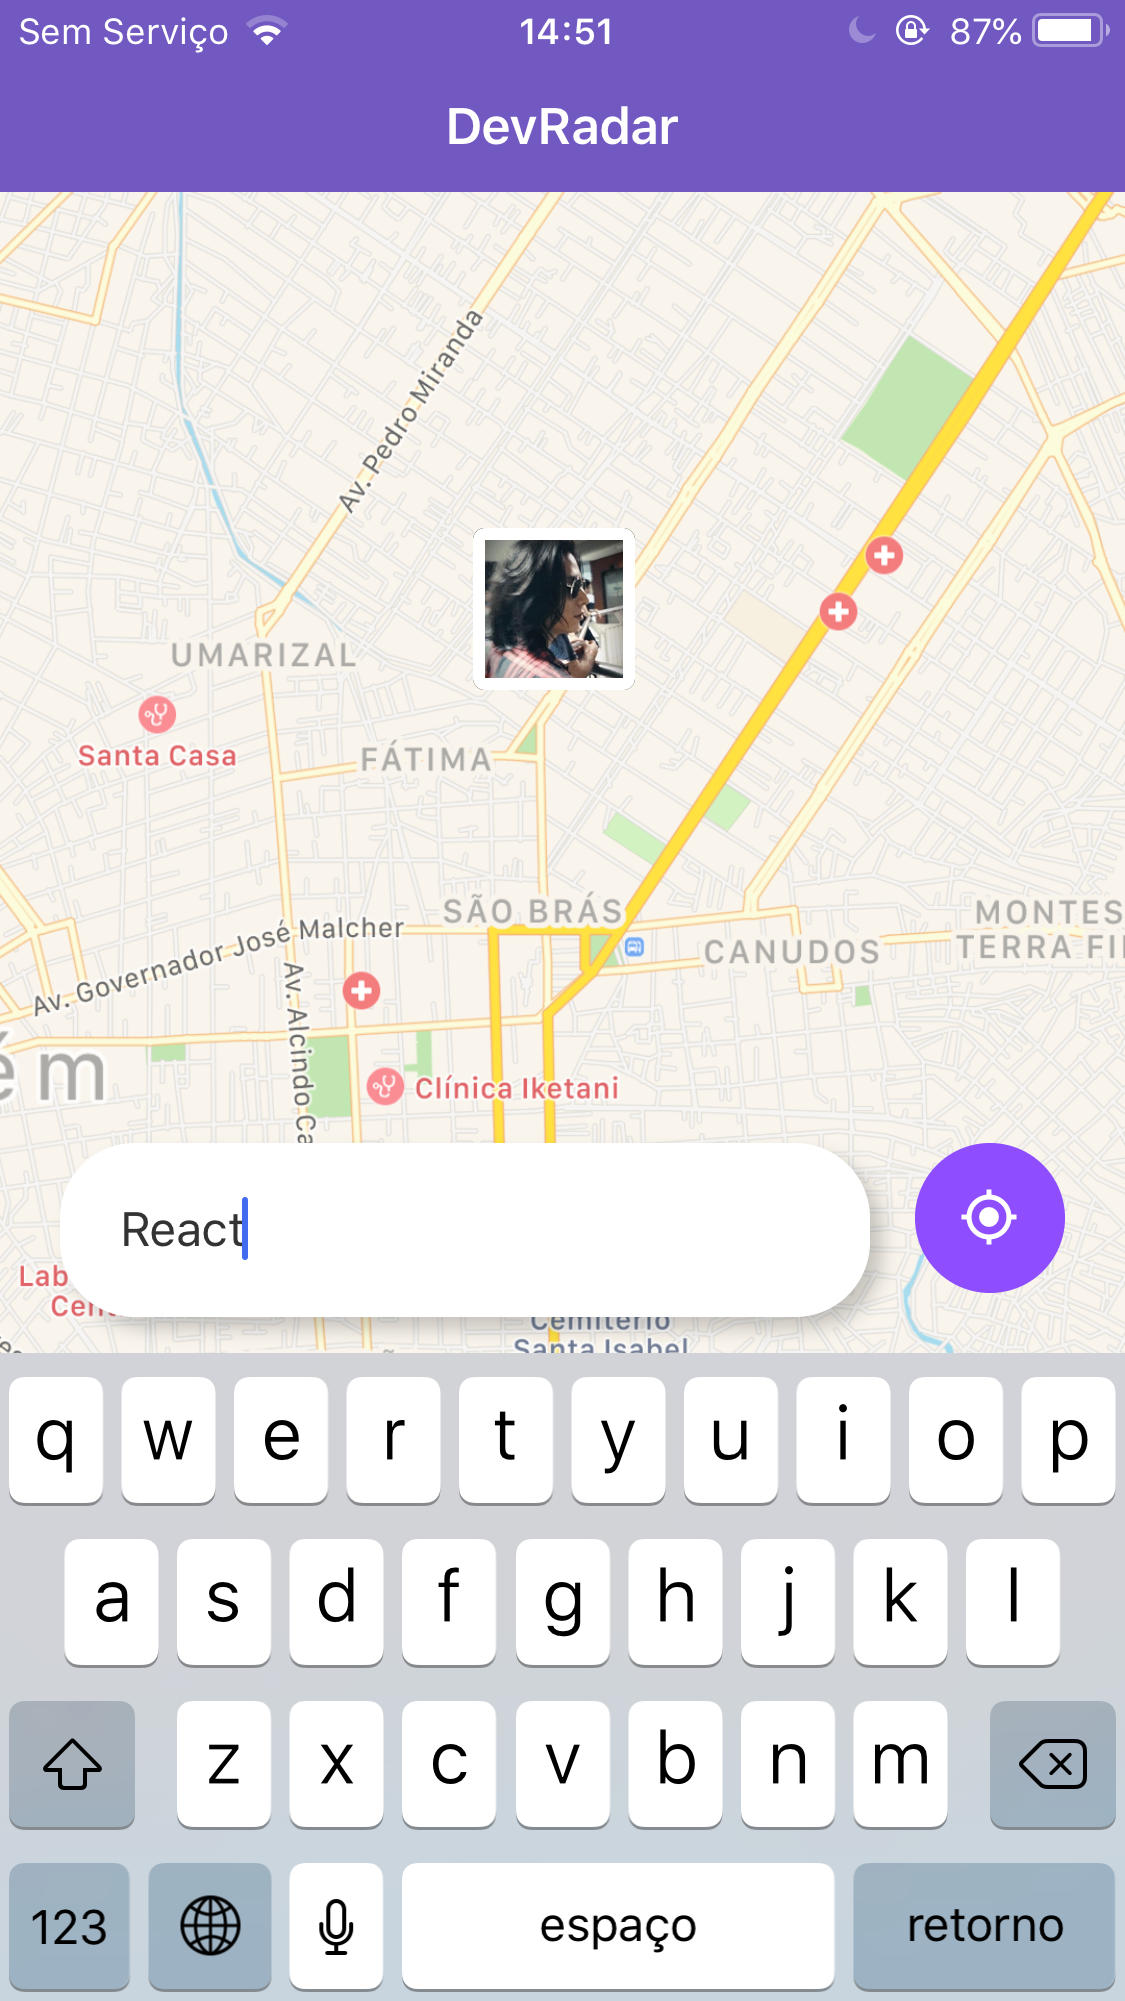 Sem Serviço
14:51
87%
DevRadar
Av. Pedro Miranda
UMARIZAL
Santa Casa
FÁTIMA
SÃO BRÁS
MONTES
TERRA FI
CANUDOS
Av. Governador José Malcher
Av. Alcindo Ca
ém
Clínica Iketani
React
Lab
Cen
Cemitério
Santa Isabel
q w e r t y u i o p
a s d f g h j k l
z x c v b n m
123 espaço retorno